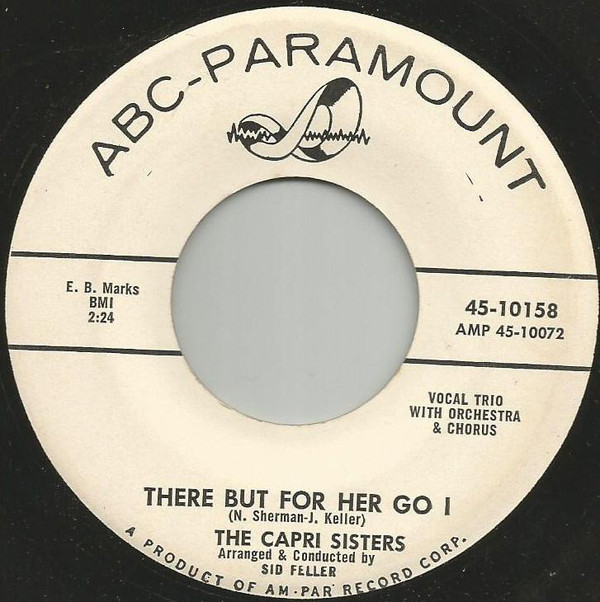 ABC-PARAMOUNT
E. B. Marks
BMI
2:24
45-10158
AMP 45-10072
VOCAL TRIO
WITH ORCHESTRA
& CHORUS
THERE BUT FOR HER GO I
(N. Sherman-J. Keller)
THE CAPRI SISTERS
Arranged & Conducted by
SID FELLER
A PRODUCT OF AM-PAR RECORD CORP.